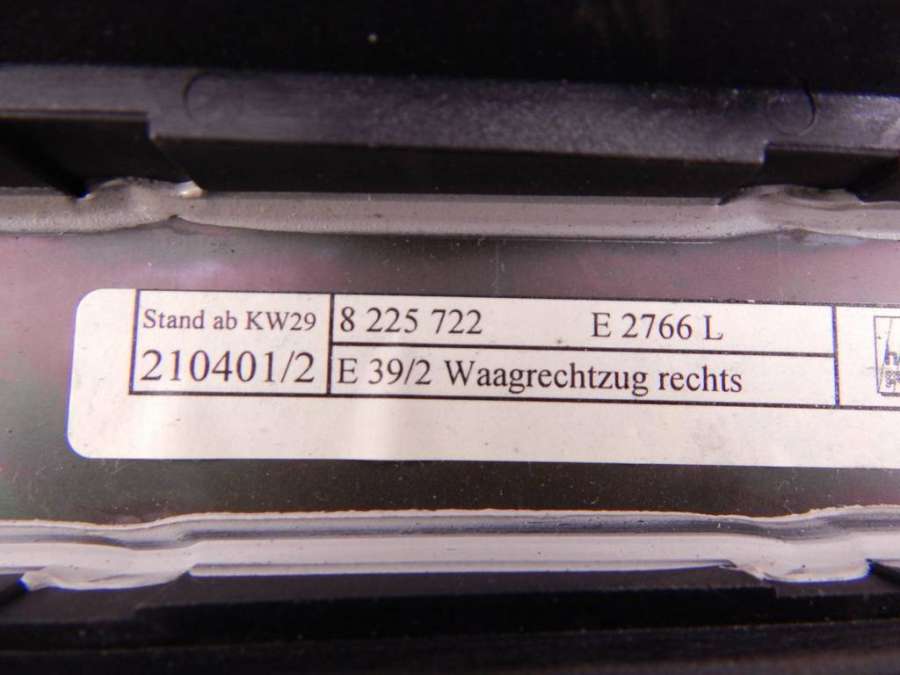 Stand ab KW29
210401/2
8 225 722 E 2766 L
E 39/2 Waagrechtzug rechts